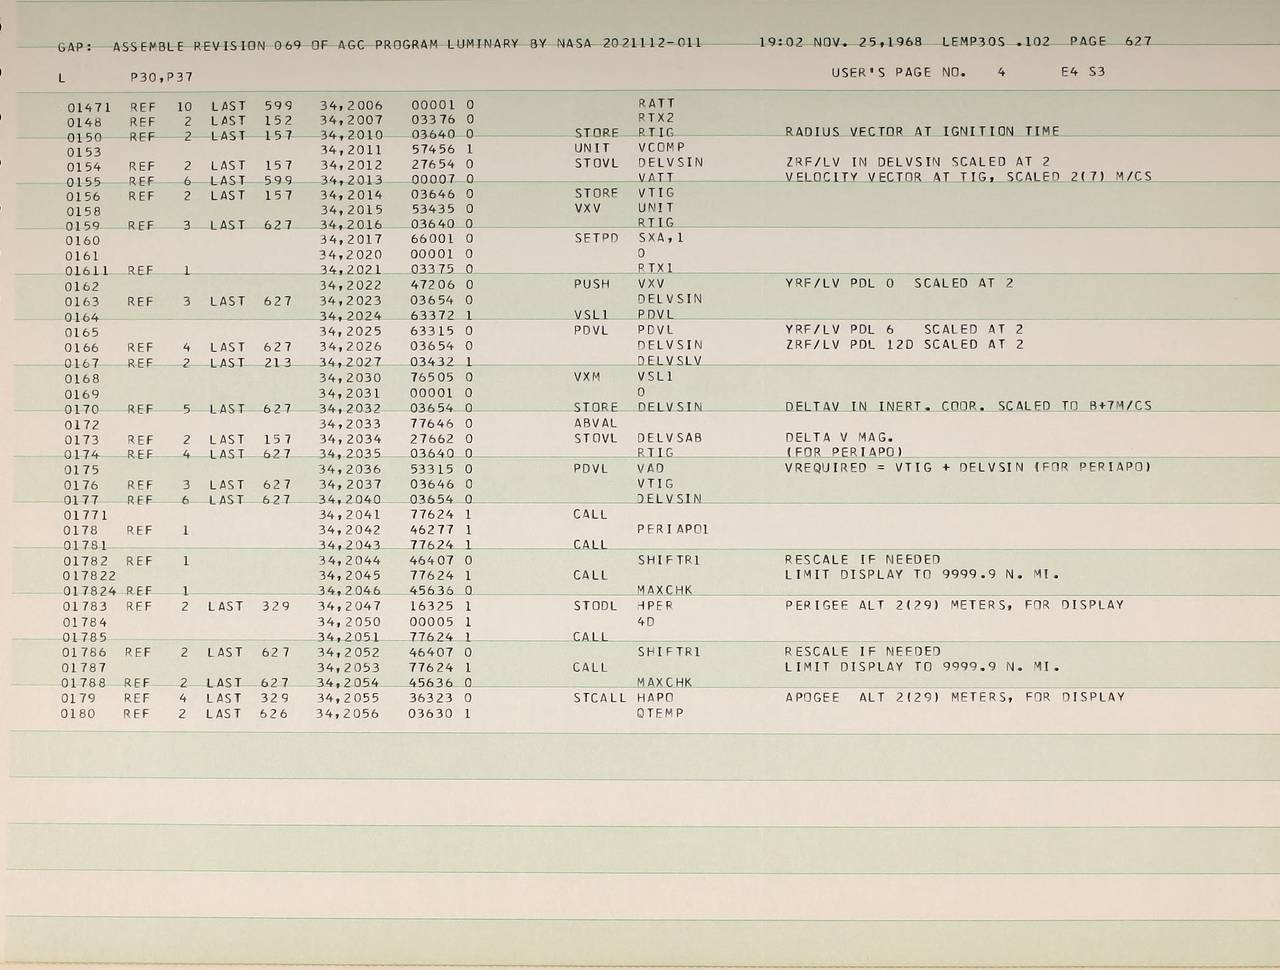 GAP: ASSEMBLE REVISION 069 OF AGC PROGRAM LUMINARY BY NASA 2021112-011 19:02 NOV. 25,1968 LEMP30S .102 PAGE 627
L P30,P37 USER'S PAGE NO. 4 E4 S3
01471 REF 10 LAST 599 34,2006 00001 0 RATT
0148 REF 2 LAST 152 34,2007 03376 0 RTX2
0150 REF 2 LAST 157 34,2010 03640 0 STORE RTIG RADIUS VECTOR AT IGNITION TIME
0153 34,2011 57456 1 UNIT VCOMP
0154 REF 2 LAST 157 34,2012 27654 0 STOVL DELVSIN ZRF/LV IN DELVSIN SCALED AT 2
0155 REF 6 LAST 599 34,2013 00007 0 VATT VELOCITY VECTOR AT TIG, SCALED 2(7) M/CS
0156 REF 2 LAST 157 34,2014 03646 0 STORE VTIG
0158 34,2015 53435 0 VXV UNIT
0159 REF 3 LAST 627 34,2016 03640 0 RTIG
0160 34,2017 66001 0 SETPD SXA,1
0161 34,2020 00001 0 0
01611 REF 1 34,2021 03375 0 RTX1
0162 34,2022 47206 0 PUSH VXV YRF/LV PDL 0 SCALED AT 2
0163 REF 3 LAST 627 34,2023 03654 0 DELVSIN
0164 34,2024 63372 1 VSL1 PDVL
0165 34,2025 63315 0 PDVL PDVL YRF/LV PDL 6 SCALED AT 2
0166 REF 4 LAST 627 34,2026 03654 0 DELVSIN ZRF/LV PDL 12D SCALED AT 2
0167 REF 2 LAST 213 34,2027 03432 1 DELVSLV
0168 34,2030 76505 0 VXM VSL1
0169 34,2031 00001 0 0
0170 REF 5 LAST 627 34,2032 03654 0 STORE DELVSIN DELTAV IN INERT. COOR. SCALED TO B+7M/CS
0172 34,2033 77646 0 ABVAL
0173 REF 2 LAST 157 34,2034 27662 0 STOVL DELVSAB DELTA V MAG.
0174 REF 4 LAST 627 34,2035 03640 0 RTIG (FOR PERIAPO)
0175 34,2036 53315 0 PDVL VAD VREQUIRED = VTIG + DELVSIN (FOR PERIAPO)
0176 REF 3 LAST 627 34,2037 03646 0 VTIG
0177 REF 6 LAST 627 34,2040 03654 0 DELVSIN
01771 34,2041 77624 1 CALL
0178 REF 1 34,2042 46277 1 PERIAPO1
01781 34,2043 77624 1 CALL
01782 REF 1 34,2044 46407 0 SHIFTR1 RESCALE IF NEEDED
017822 34,2045 77624 1 CALL LIMIT DISPLAY TO 9999.9 N. MI.
017824 REF 1 34,2046 45636 0 MAXCHK
01783 REF 2 LAST 329 34,2047 16325 1 STODL HPER PERIGEE ALT 2(29) METERS, FOR DISPLAY
01784 34,2050 00005 1 4D
01785 34,2051 77624 1 CALL
01786 REF 2 LAST 627 34,2052 46407 0 SHIFTR1 RESCALE IF NEEDED
01787 34,2053 77624 1 CALL LIMIT DISPLAY TO 9999.9 N. MI.
01788 REF 2 LAST 627 34,2054 45636 0 MAXCHK
0179 REF 4 LAST 329 34,2055 36323 0 STCALL HAPO APOGEE ALT 2(29) METERS, FOR DISPLAY
0180 REF 2 LAST 626 34,2056 03630 1 QTEMP